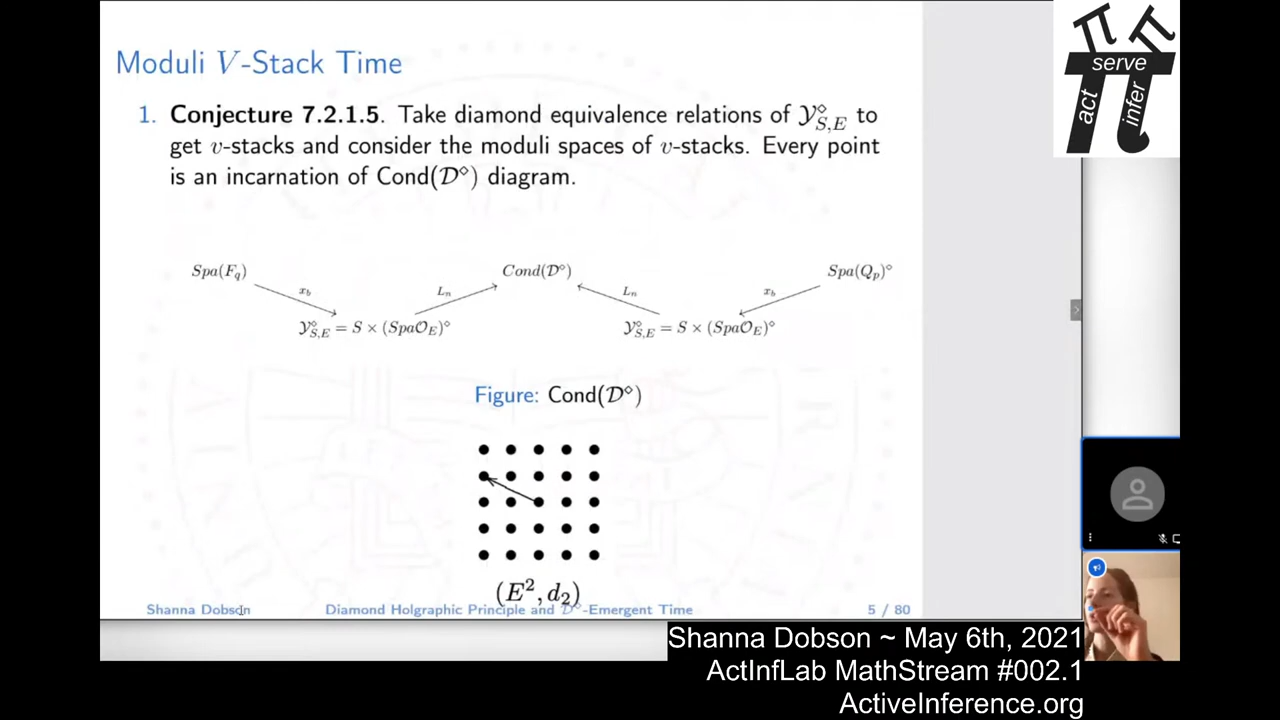 Moduli V-Stack Time
1. Conjecture 7.2.1.5. Take diamond equivalence relations of 𝒴◇S,E to
get v-stacks and consider the moduli spaces of v-stacks. Every point
is an incarnation of Cond(𝒟◇) diagram.
Spa(Fq) Cond(𝒟◇) Spa(Qp)◇
xb Ln Ln xb
𝒴◇S,E = S × (Spa𝒪E)◇ 𝒴◇S,E = S × (Spa𝒪E)◇
Figure: Cond(𝒟◇)
(E², d₂)
Shanna Dobson Diamond Holographic Principle and 𝒟◇-Emergent Time 5 / 80
π π
π
serve
act infer
Shanna Dobson ~ May 6th, 2021
ActInfLab MathStream #002.1
ActiveInference.org